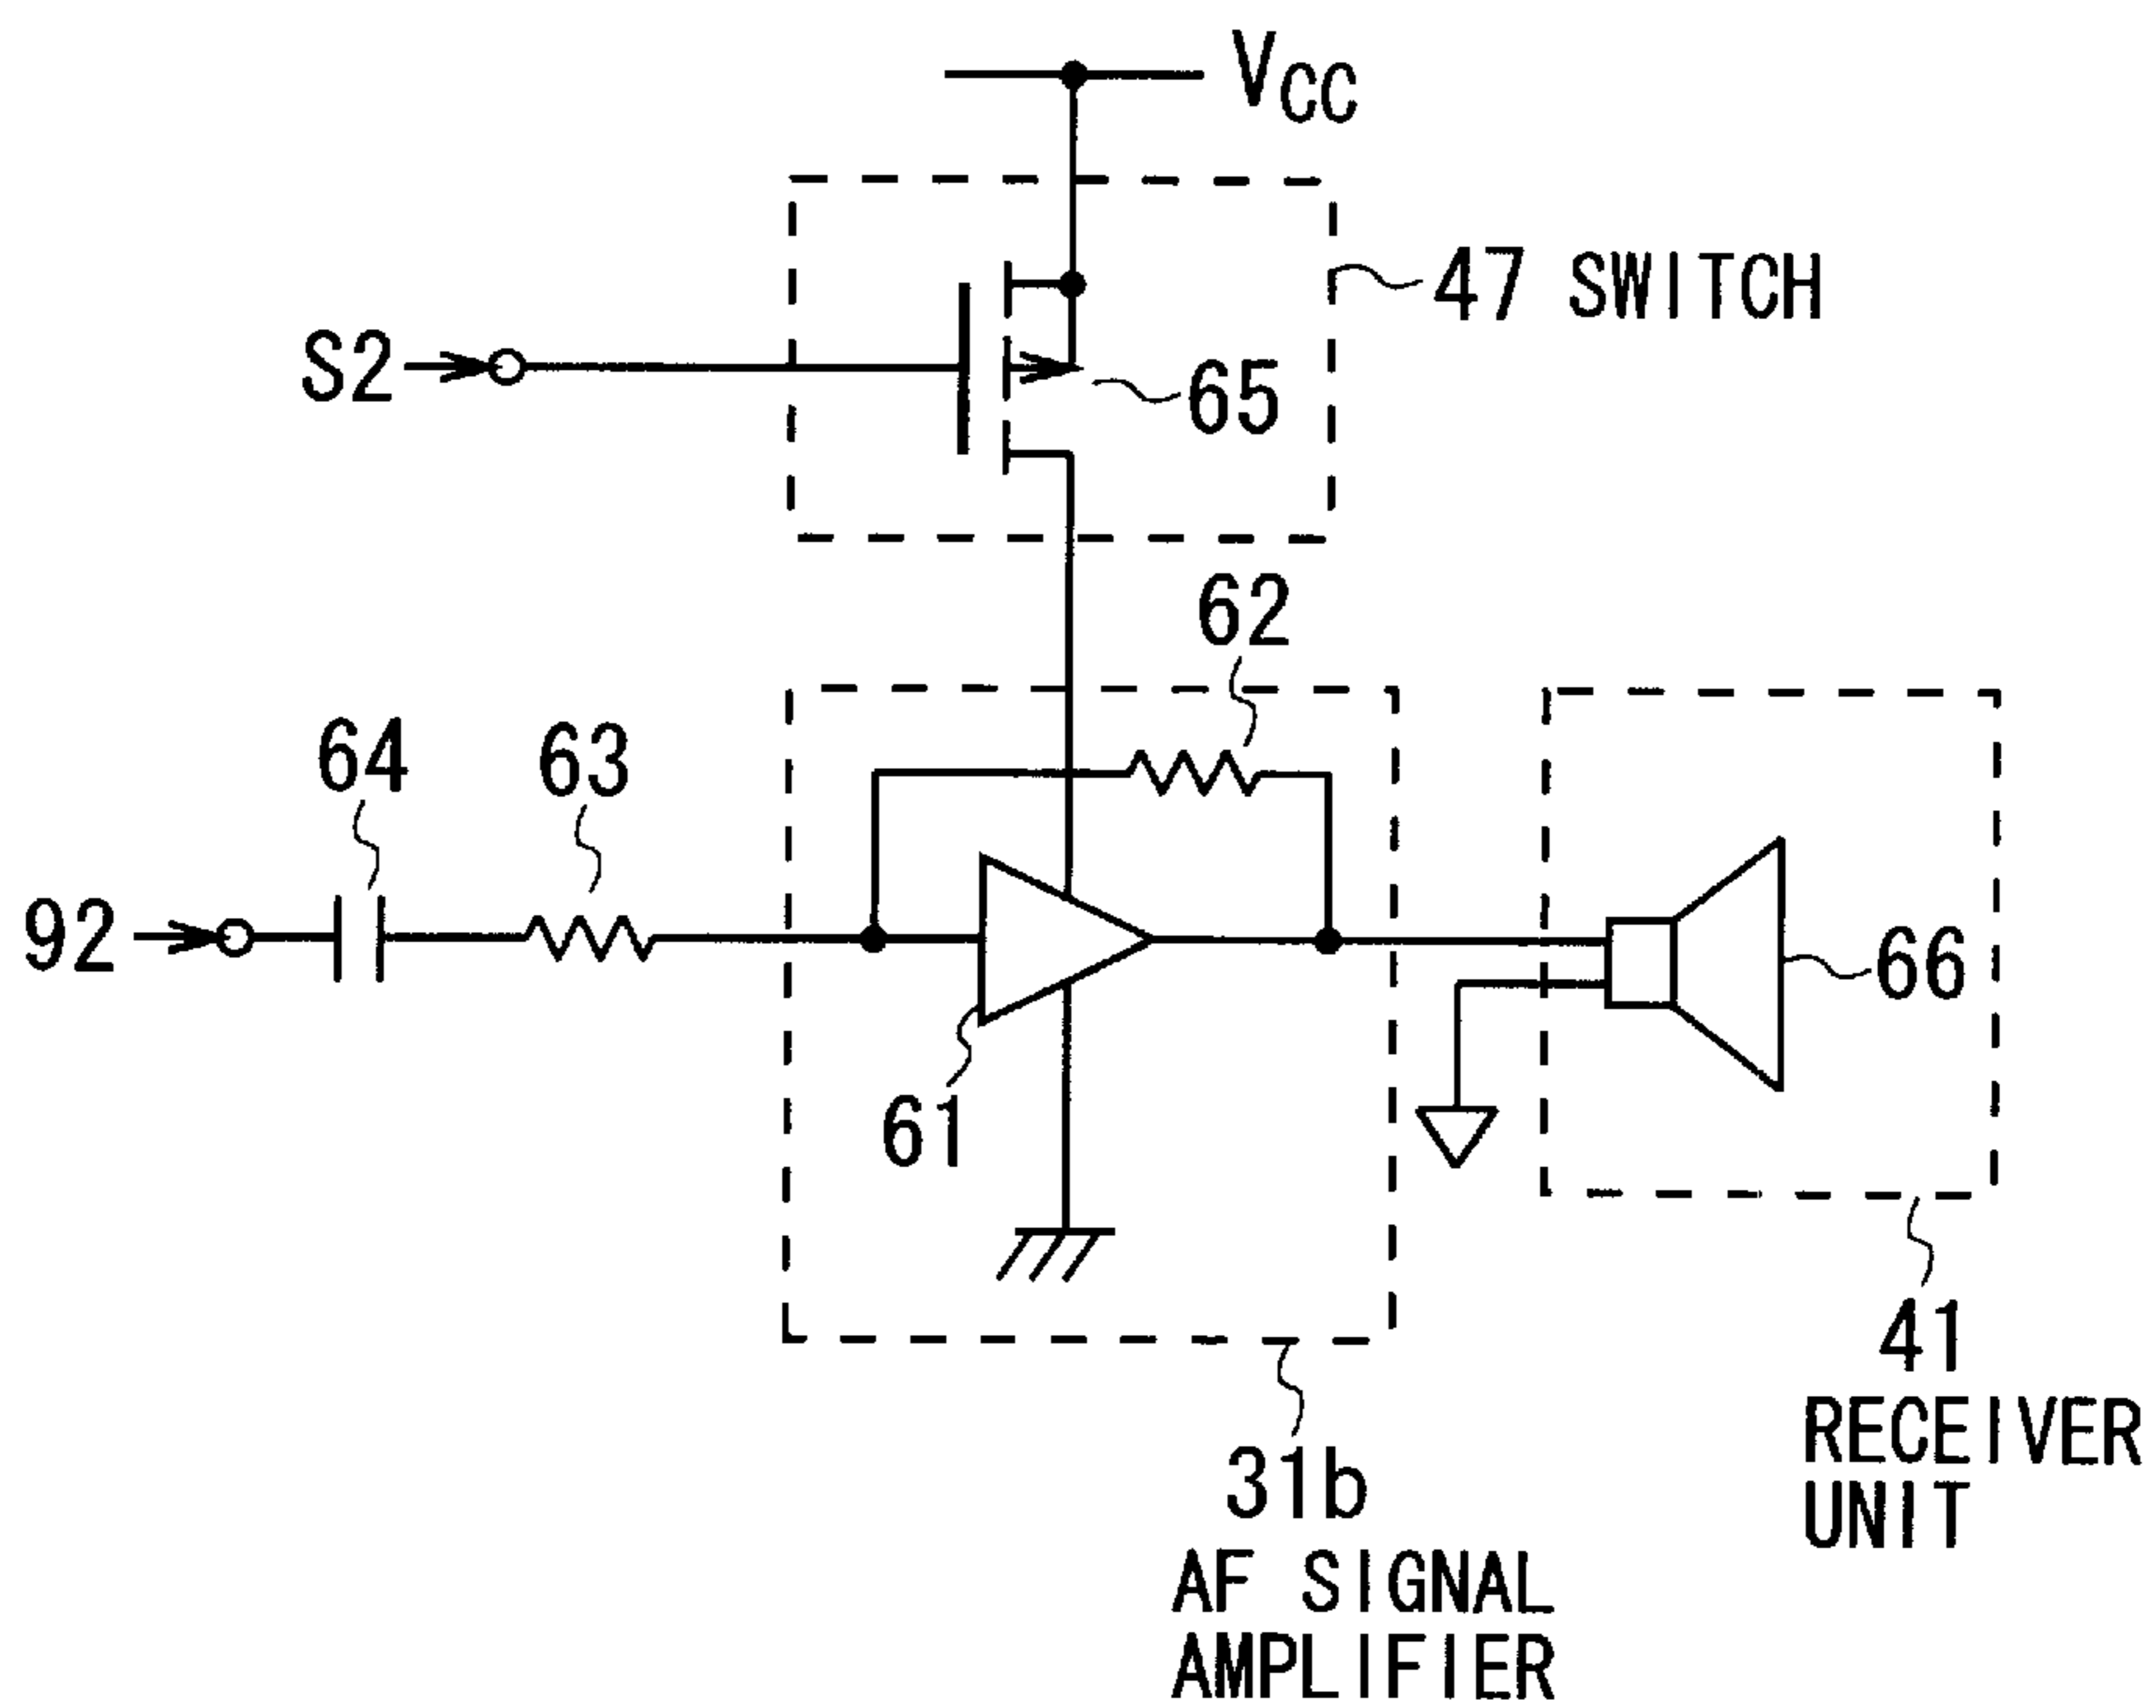 VCC
47 SWITCH
S2
65
62
64
63
92
66
61
41
RECEIVER
UNIT
31b
AF SIGNAL
AMPLIFIER